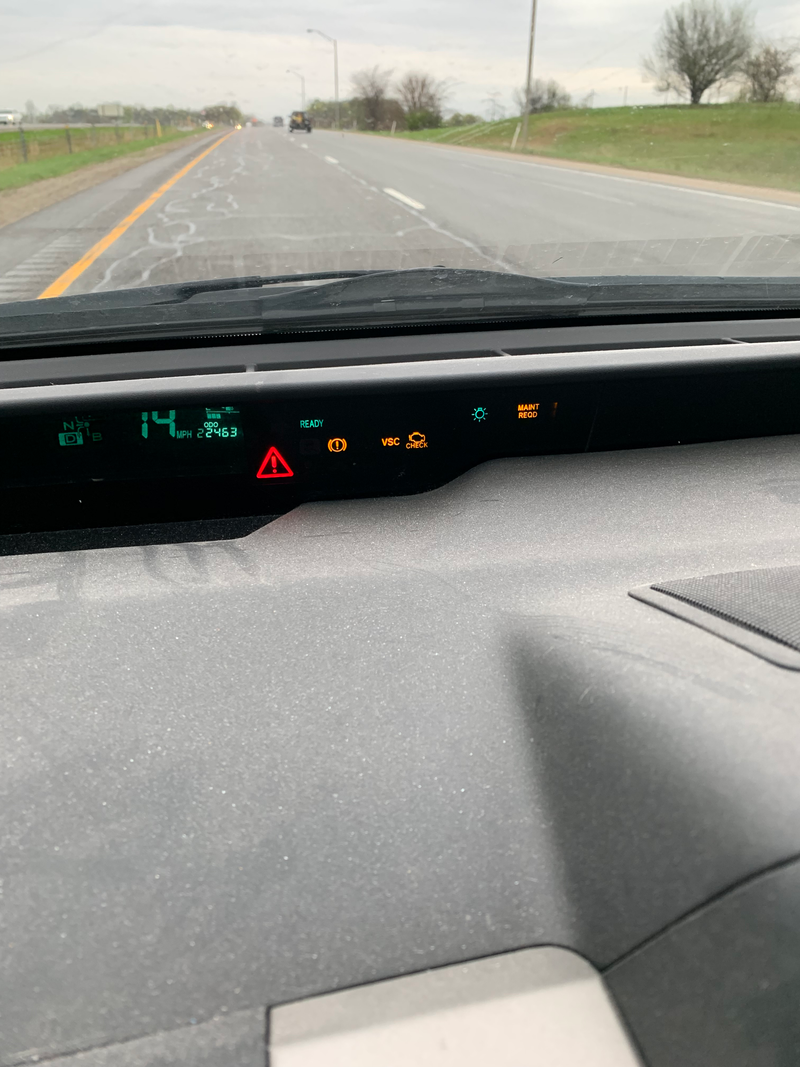 N
D B
14 MPH
ODO
22463
READY
VSC
CHECK
MAINT
REQD